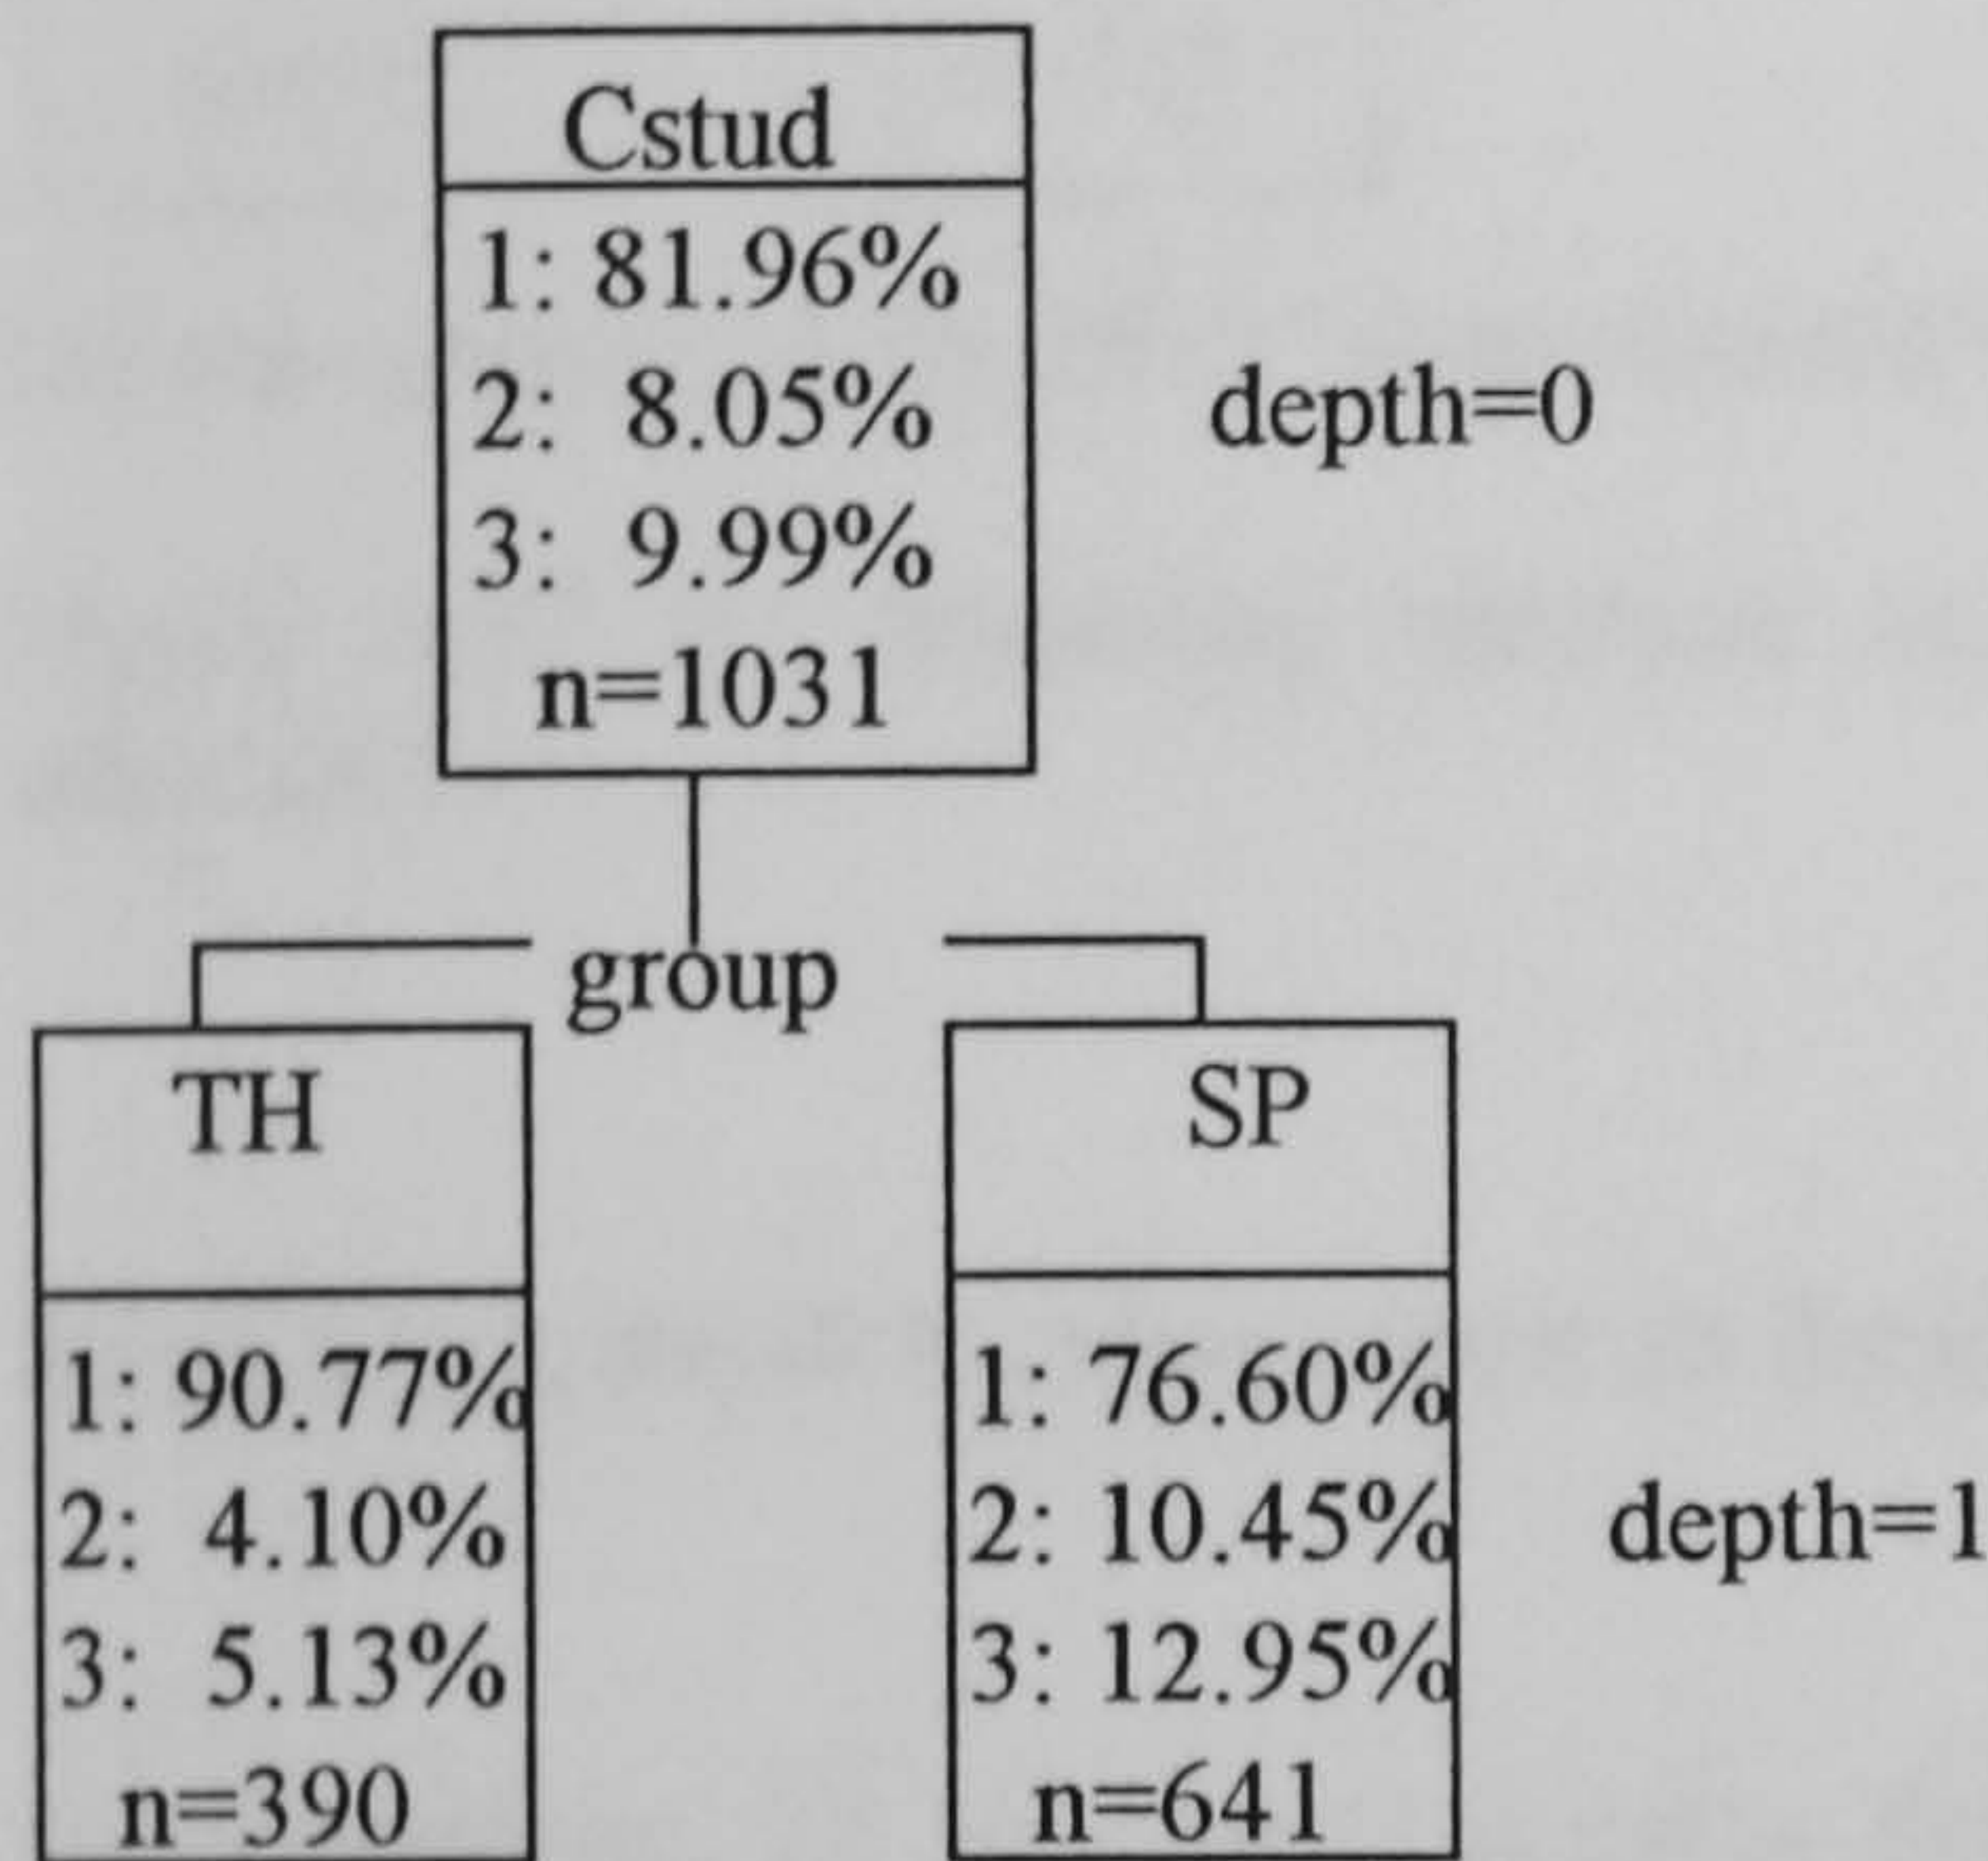 Cstud
1: 81.96%
2: 8.05%
3: 9.99%
n=1031
depth=0
group
TH
1: 90.77%
2: 4.10%
3: 5.13%
n=390
SP
1: 76.60%
2: 10.45%
3: 12.95%
n=641
depth=1